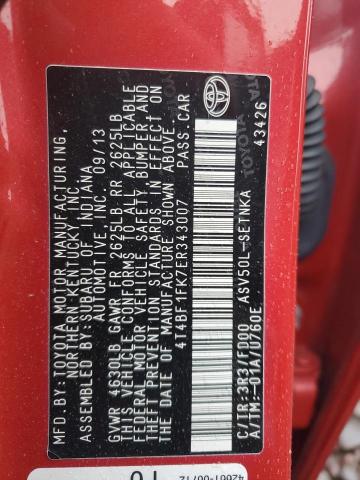 MFD. BY: TOYOTA MOTOR MANUFACTURING,
NORTHERN KENTUCKY, INC.
ASSEMBLED BY: SUBARU OF INDIANA
AUTOMOTIVE, INC. 09/13
GVWR 4630LB GAWR FR 2625LB RR 2625LB
THIS VEHICLE CONFORMS TO ALL APPLICABLE
FEDERAL MOTOR VEHICLE SAFETY, BUMPER, AND
THEFT PREVENTION STANDARDS IN EFFECT ON
THE DATE OF MANUFACTURE SHOWN ABOVE.
4T4BF1FK7ER343007 PASS.CAR
C/TR:3R3/FD00 ASV50L-SETNKA
A/TM:-01A/U760E 43426
TOYOTA